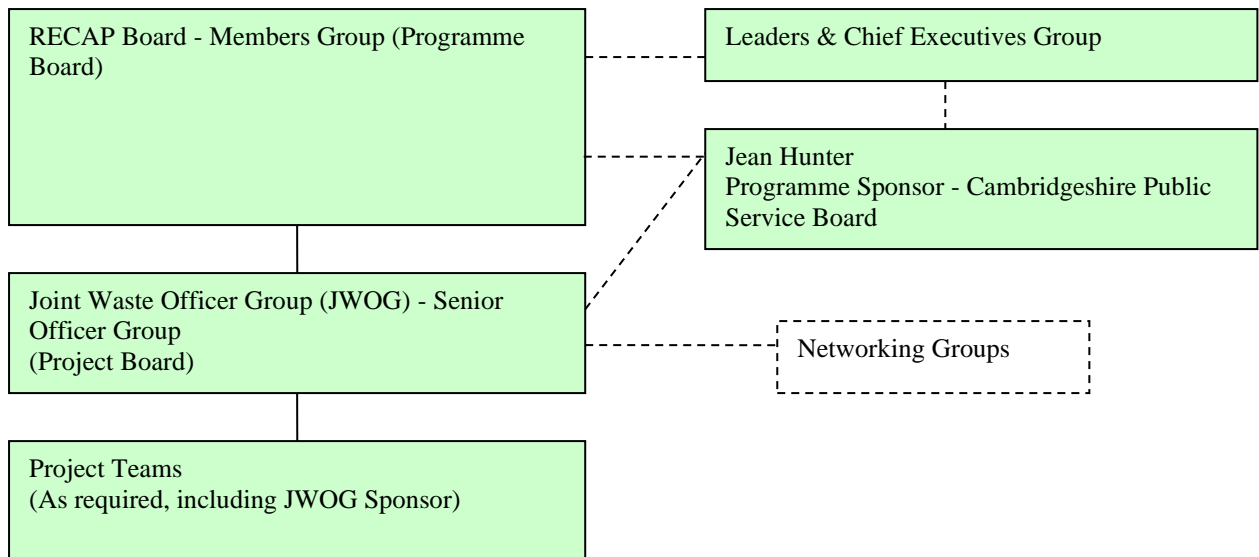 RECAP Board - Members Group (Programme
Board)
Leaders & Chief Executives Group
Jean Hunter
Programme Sponsor - Cambridgeshire Public
Service Board
Joint Waste Officer Group (JWOG) - Senior
Officer Group
(Project Board)
Networking Groups
Project Teams
(As required, including JWOG Sponsor)